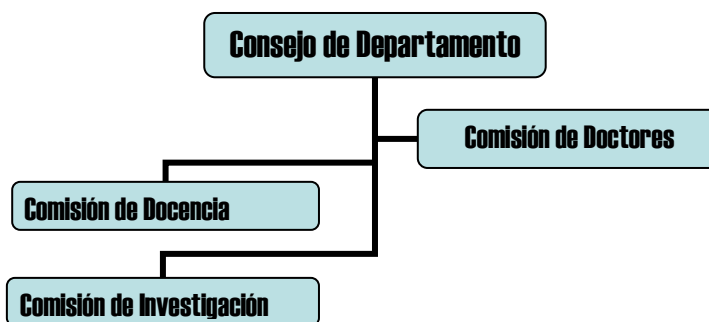 Consejo de Departamento
Comisión de Doctores
Comisión de Docencia
Comisión de Investigación